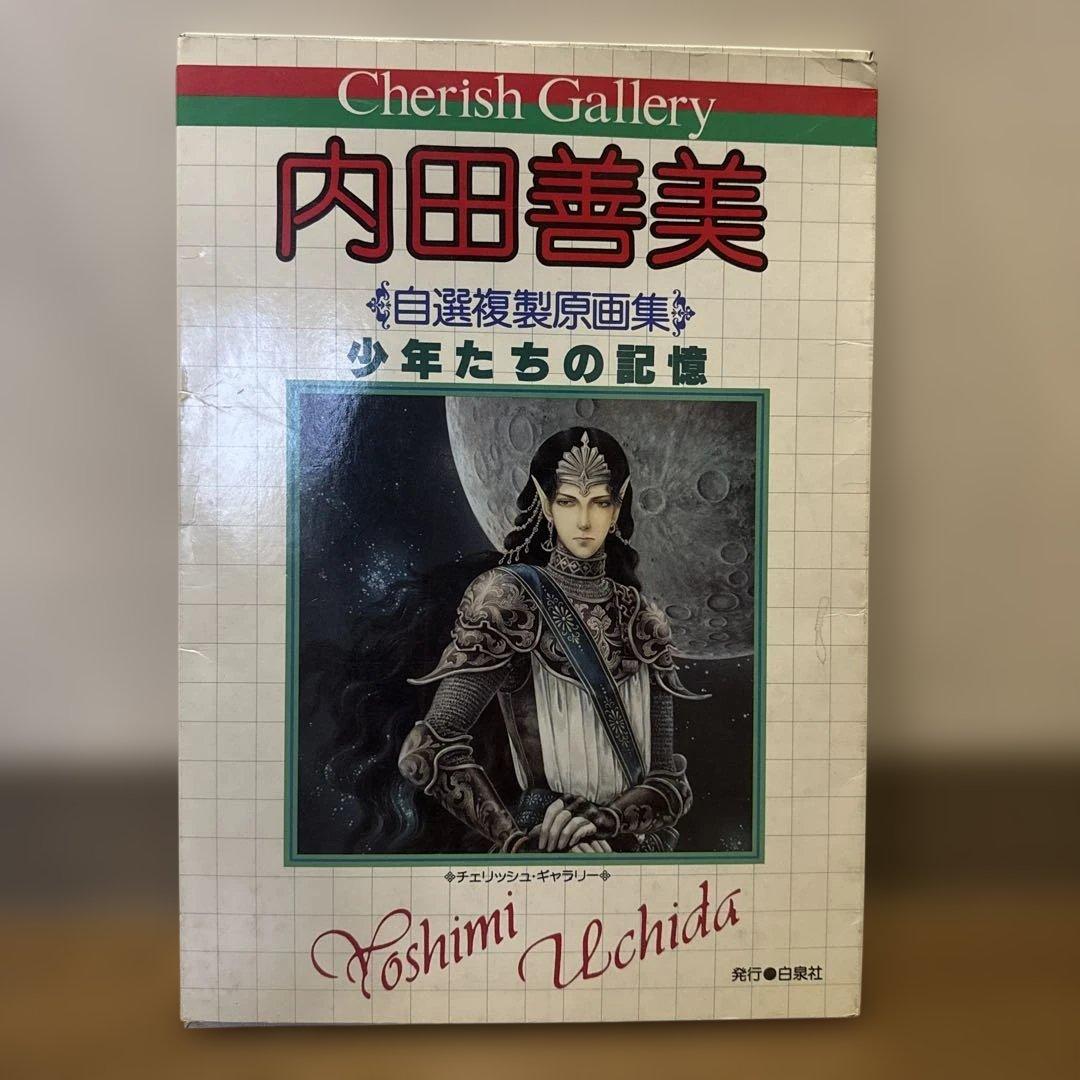 Cherish Gallery
内田善美
自選複製原画集
少年たちの記憶
チェリッシュ・ギャラリー
Yoshimi Uchida
発行●白泉社